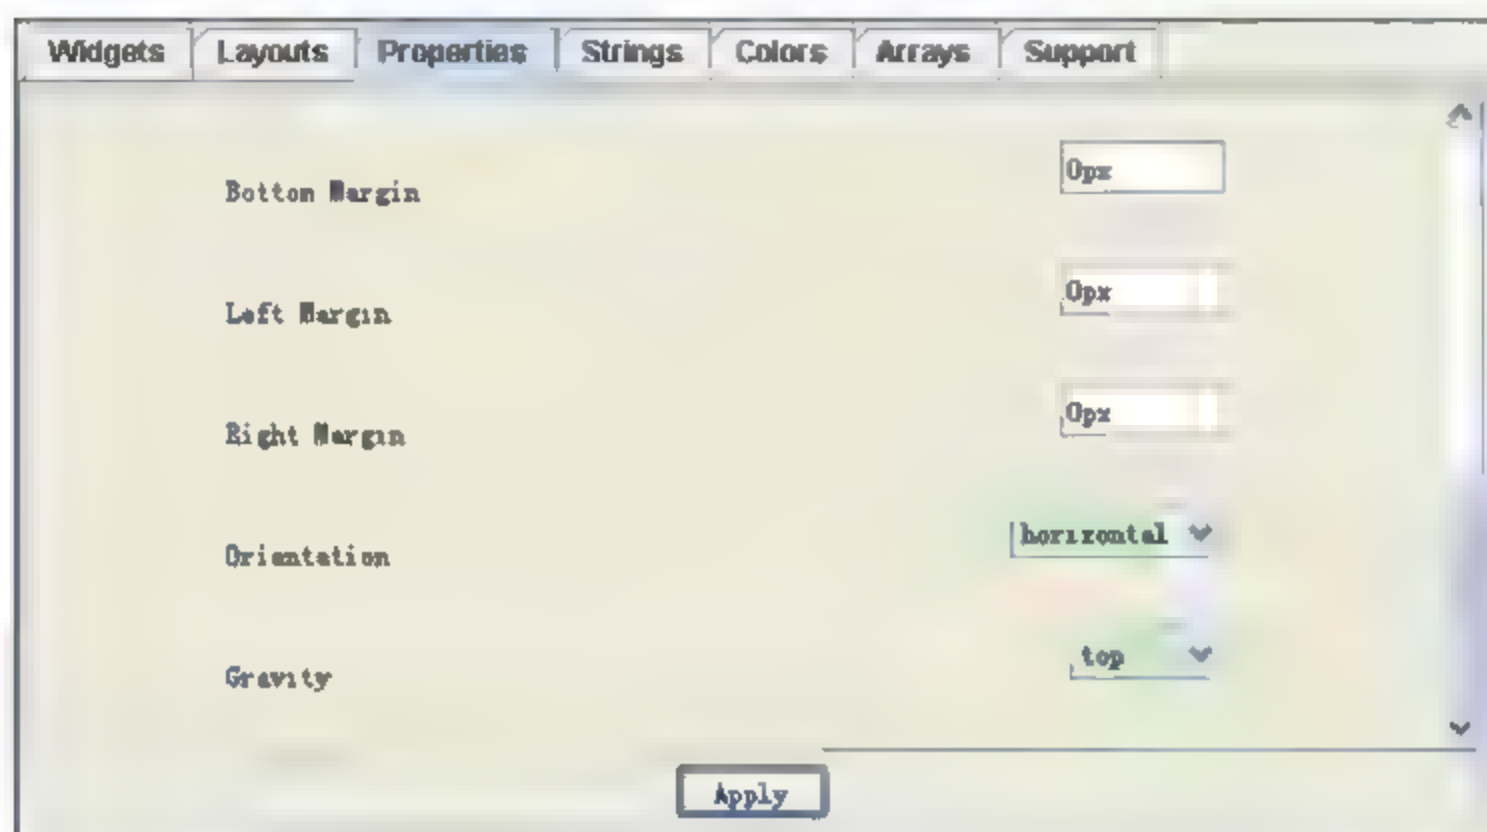 Widgets Layouts Properties Strings Colors Arrays Support
Bottom Margin 0px
Left Margin 0px
Right Margin 0px
Orientation horizontal
Gravity top
Apply